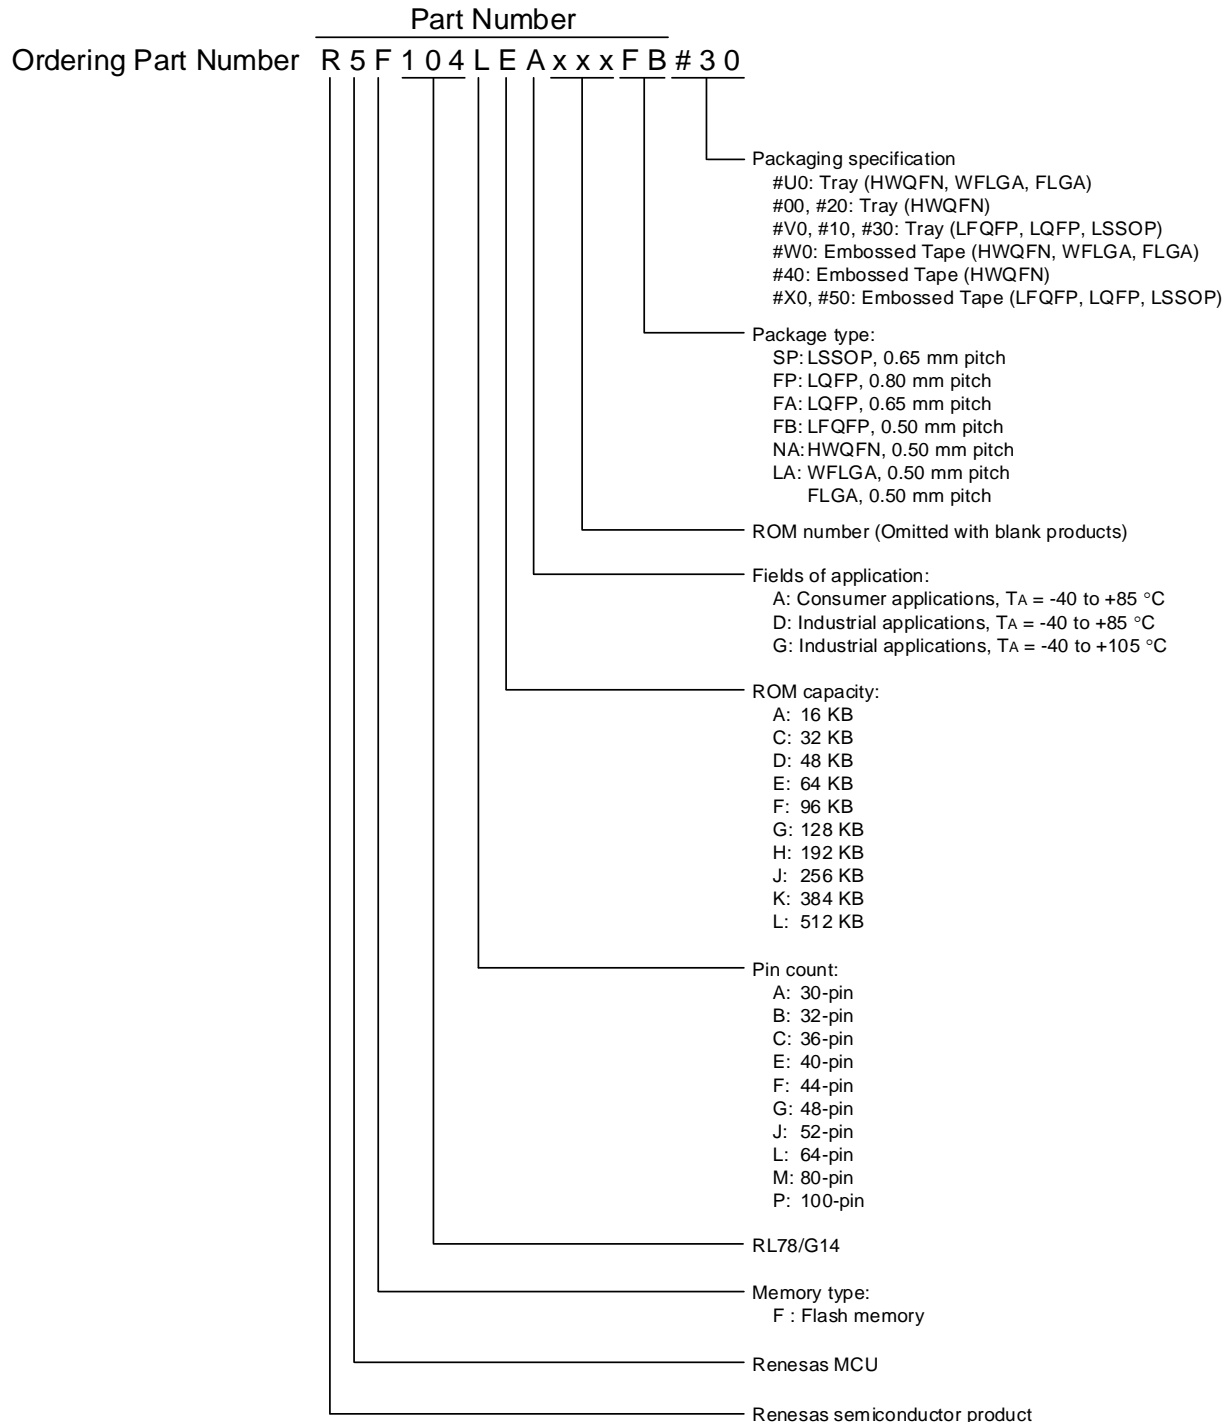 Part Number
Ordering Part Number R 5 F 1 0 4 L E A x x x F B # 3 0
Packaging specification
#U0: Tray (HWQFN, WFLGA, FLGA)
#00, #20: Tray (HWQFN)
#V0, #10, #30: Tray (LFQFP, LQFP, LSSOP)
#W0: Embossed Tape (HWQFN, WFLGA, FLGA)
#40: Embossed Tape (HWQFN)
#X0, #50: Embossed Tape (LFQFP, LQFP, LSSOP)
Package type:
SP: LSSOP, 0.65 mm pitch
FP: LQFP, 0.80 mm pitch
FA: LQFP, 0.65 mm pitch
FB: LFQFP, 0.50 mm pitch
NA: HWQFN, 0.50 mm pitch
LA: WFLGA, 0.50 mm pitch
FLGA, 0.50 mm pitch
ROM number (Omitted with blank products)
Fields of application:
A: Consumer applications, TA = -40 to +85 °C
D: Industrial applications, TA = -40 to +85 °C
G: Industrial applications, TA = -40 to +105 °C
ROM capacity:
A: 16 KB
C: 32 KB
D: 48 KB
E: 64 KB
F: 96 KB
G: 128 KB
H: 192 KB
J: 256 KB
K: 384 KB
L: 512 KB
Pin count:
A: 30-pin
B: 32-pin
C: 36-pin
E: 40-pin
F: 44-pin
G: 48-pin
J: 52-pin
L: 64-pin
M: 80-pin
P: 100-pin
RL78/G14
Memory type:
F : Flash memory
Renesas MCU
Renesas semiconductor product